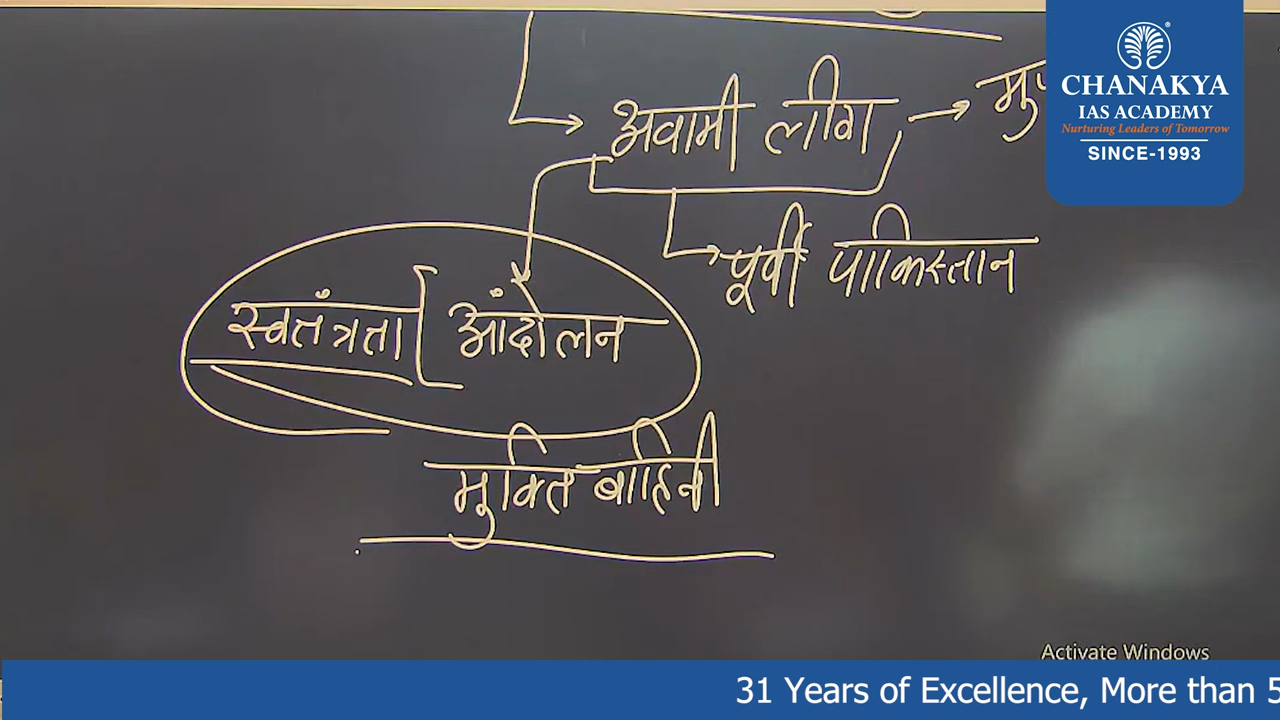 अवामी लीग
CHANAKYA
IAS ACADEMY
Nurturing Leaders of Tomorrow
SINCE-1993
पूर्वी पाकिस्तान
स्वतंत्रता आंदोलन
मुक्ति बाहिनी
Activate Windows
31 Years of Excellence, More than 5